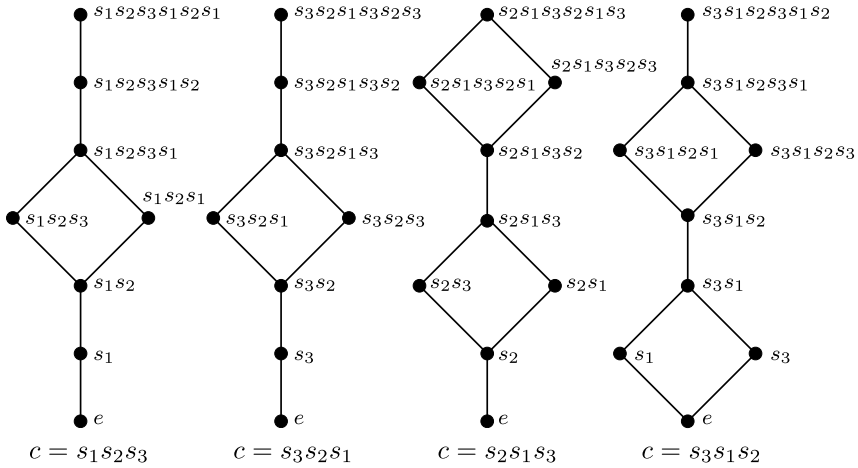 s₁s₂s₃s₁s₂s₁
s₁s₂s₃s₁s₂
s₁s₂s₃s₁
s₁s₂s₃
s₁s₂s₁
s₁s₂
s₁
e
c = s₁s₂s₃
s₃s₂s₁s₃s₂s₃
s₃s₂s₁s₃s₂
s₃s₂s₁s₃
s₃s₂s₁
s₃s₂s₃
s₃s₂
s₃
e
c = s₃s₂s₁
s₂s₁s₃s₂s₁s₃
s₂s₁s₃s₂s₁
s₂s₁s₃s₂s₃
s₂s₁s₃s₂
s₂s₁s₃
s₂s₃
s₂s₁
s₂
e
c = s₂s₁s₃
s₃s₁s₂s₃s₁s₂
s₃s₁s₂s₃s₁
s₃s₁s₂s₁
s₃s₁s₂s₃
s₃s₁s₂
s₃s₁
s₁
s₃
e
c = s₃s₁s₂